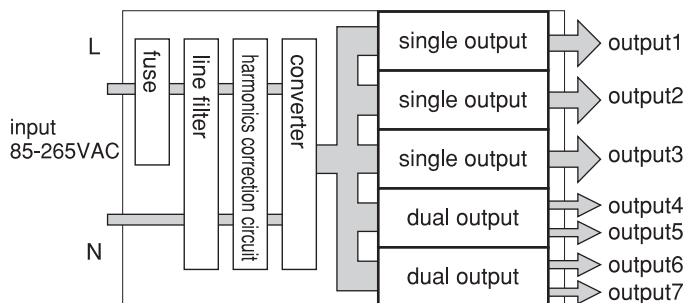 L
input
85-265VAC
N
fuse
line filter
harmonics correction circuit
converter
single output
single output
single output
dual output
dual output
output1
output2
output3
output4
output5
output6
output7